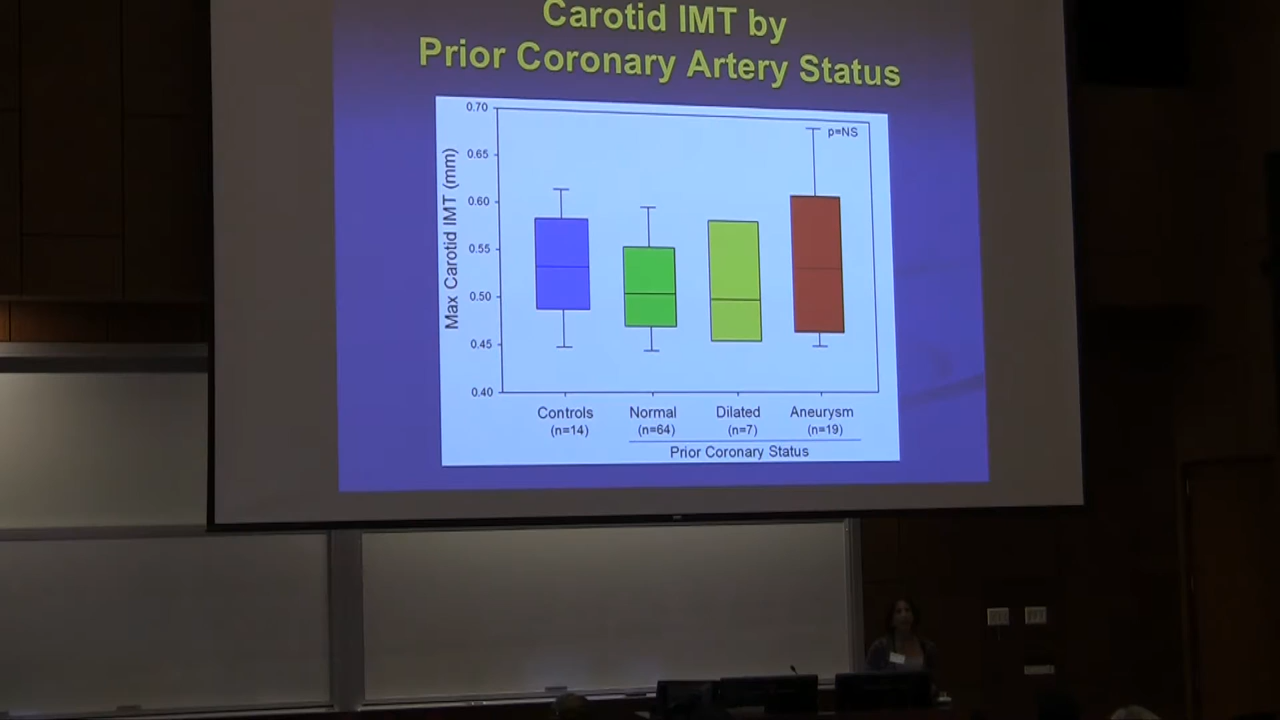 Carotid IMT by
Prior Coronary Artery Status
p=NS
Max Carotid IMT (mm)
0.70
0.65
0.60
0.55
0.50
0.45
0.40
Controls Normal Dilated Aneurysm
(n=14) (n=64) (n=7) (n=19)
Prior Coronary Status